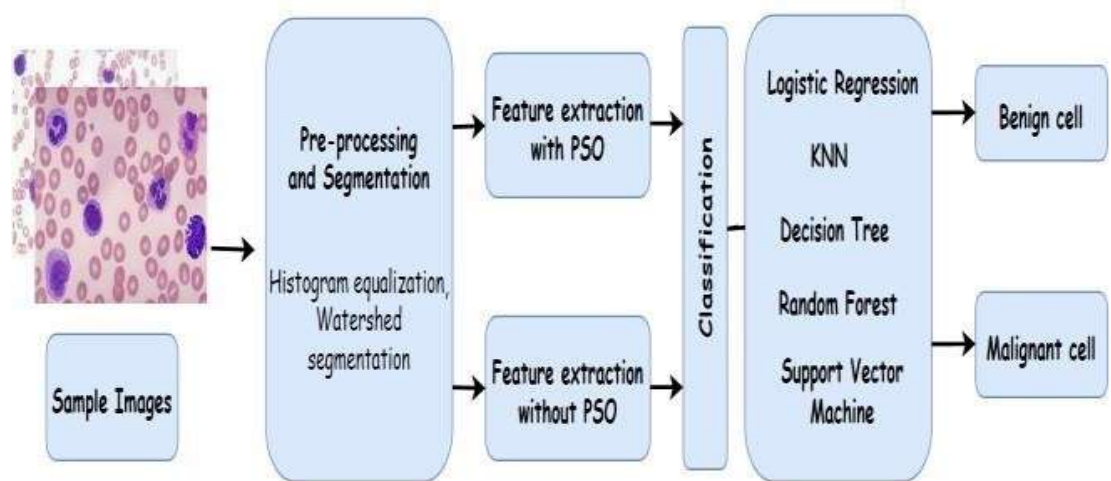 Sample Images
Pre-processing
and Segmentation
Histogram equalization,
Watershed
segmentation
Feature extraction
with PSO
Feature extraction
without PSO
Classification
Logistic Regression
KNN
Decision Tree
Random Forest
Support Vector
Machine
Benign cell
Malignant cell